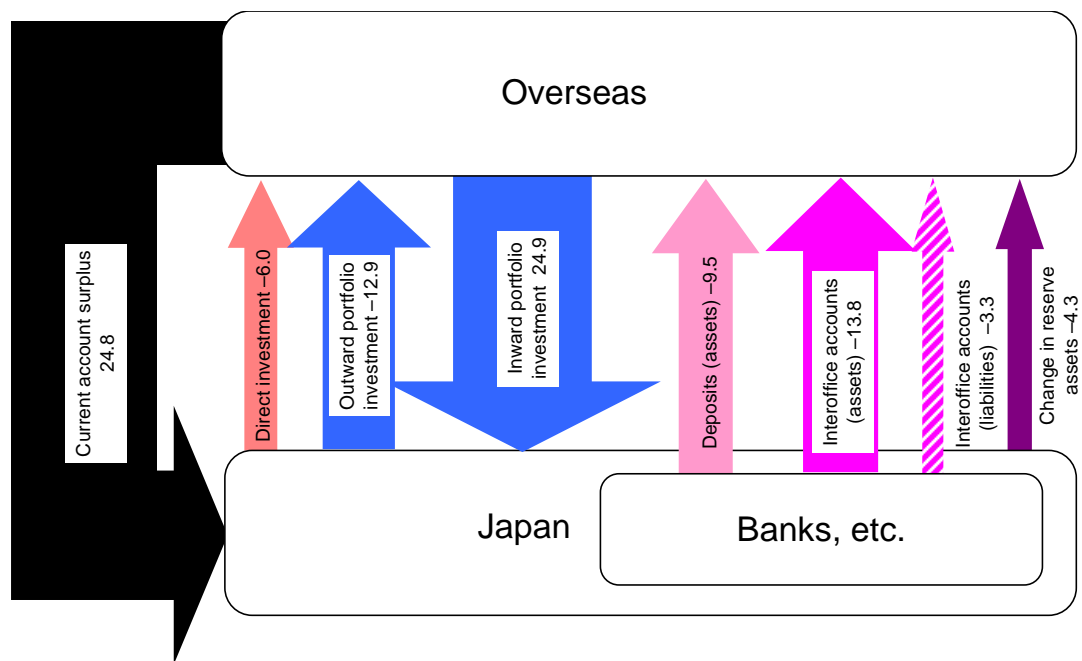 Overseas
Current account surplus
24.8
Direct investment –6.0
Outward portfolio
investment –12.9
Inward portfolio
investment  24.9
Deposits (assets) –9.5
Interoffice accounts
(assets) –13.8
Interoffice accounts
(liabilities)  –3.3
Change in reserve
assets –4.3
Japan
Banks, etc.